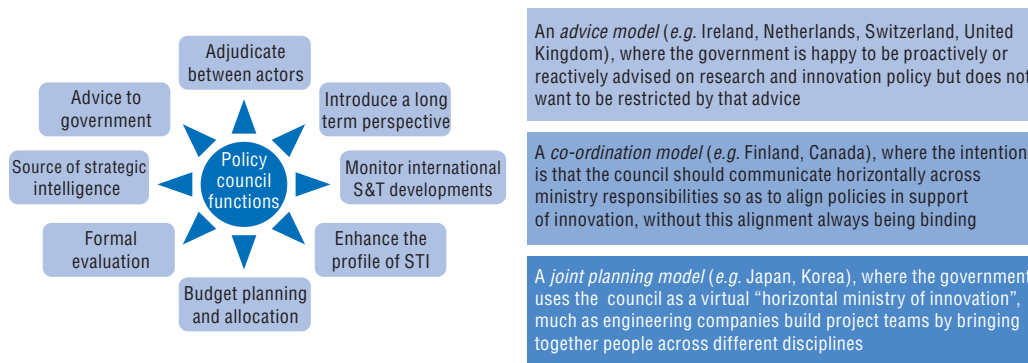 Adjudicate
between actors
Introduce a long
term perspective
Monitor international
S&T developments
Enhance the
profile of STI
Budget planning
and allocation
Formal
evaluation
Source of strategic
intelligence
Advice to
government
Policy
council
functions
An advice model (e.g. Ireland, Netherlands, Switzerland, United
Kingdom), where the government is happy to be proactively or
reactively advised on research and innovation policy but does not
want to be restricted by that advice
A co-ordination model (e.g. Finland, Canada), where the intention
is that the council should communicate horizontally across
ministry responsibilities so as to align policies in support
of innovation, without this alignment always being binding
A joint planning model (e.g. Japan, Korea), where the government
uses the council as a virtual “horizontal ministry of innovation”,
much as engineering companies build project teams by bringing
together people across different disciplines